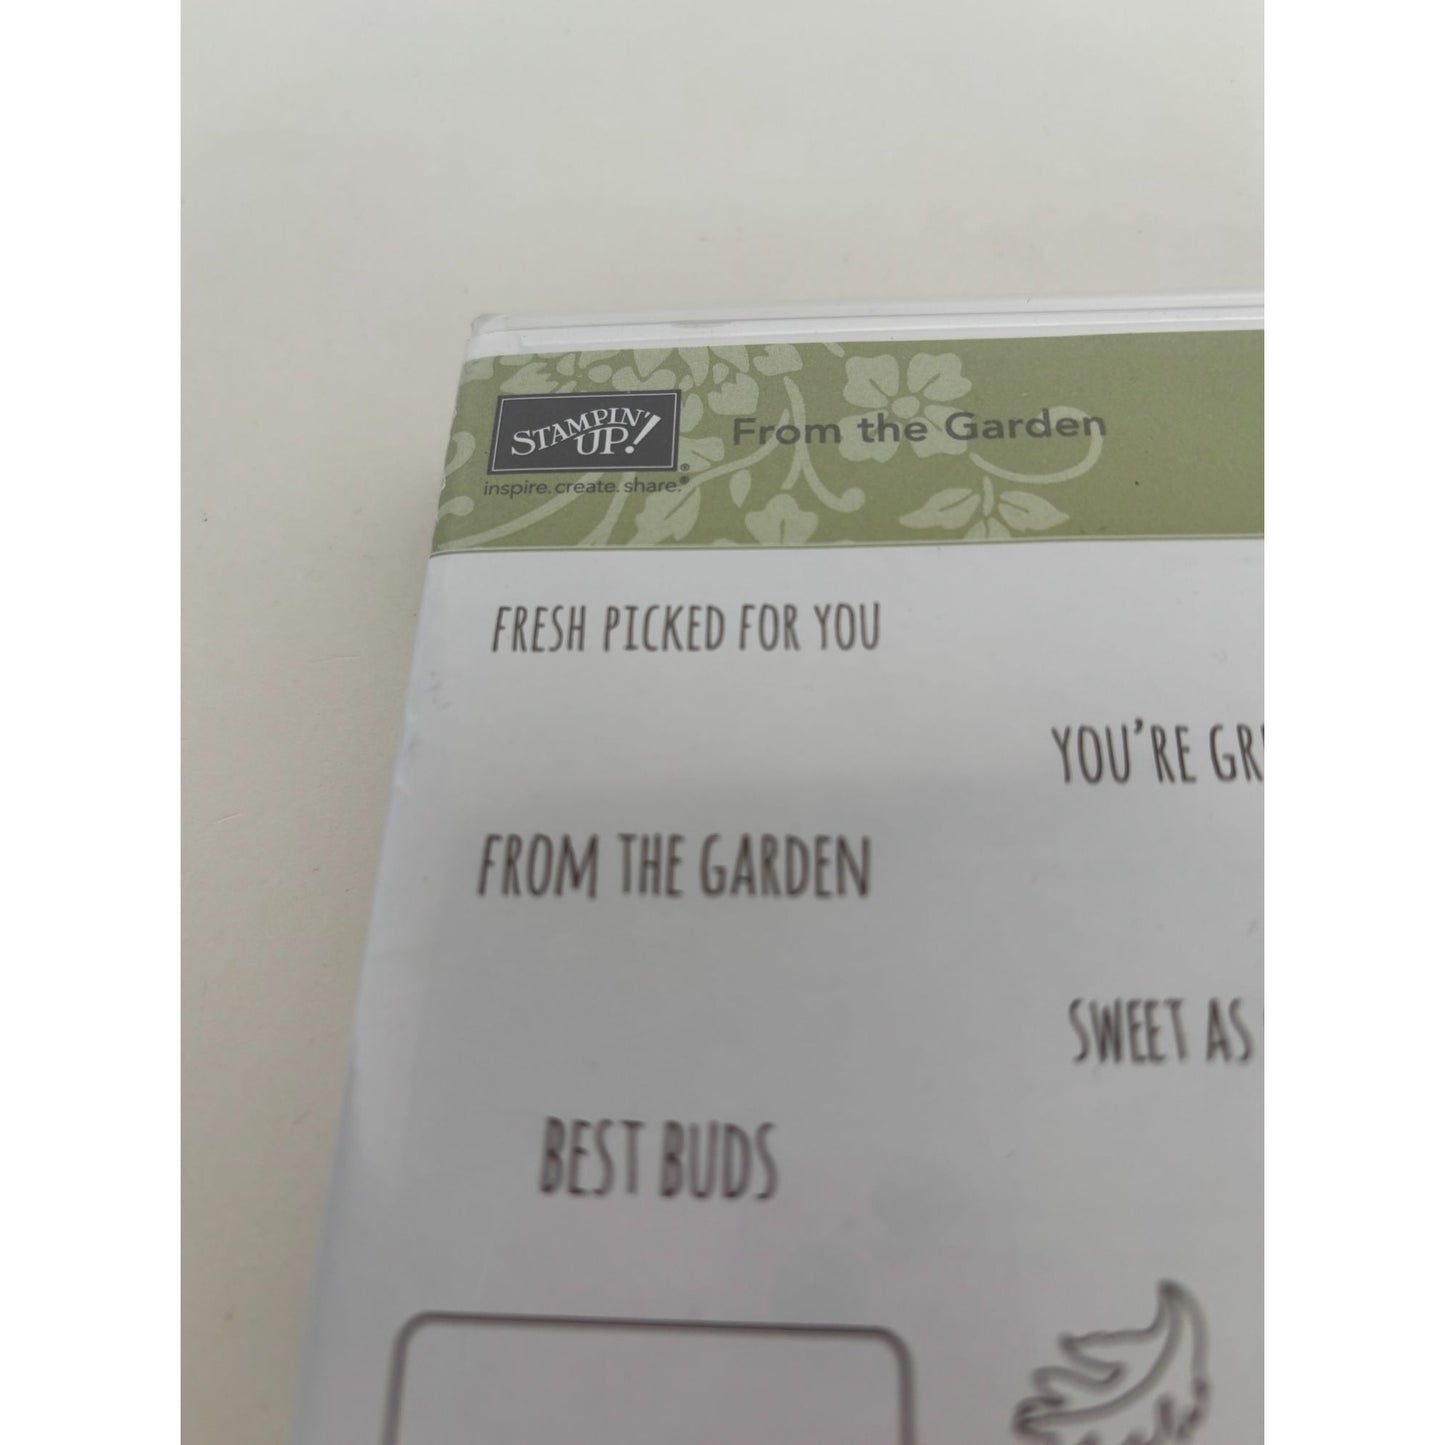 STAMPIN' UP!®
inspire. create. share.®
From the Garden
FRESH PICKED FOR YOU
YOU'RE
FROM THE GARDEN
SWEET AS
BEST BUDS